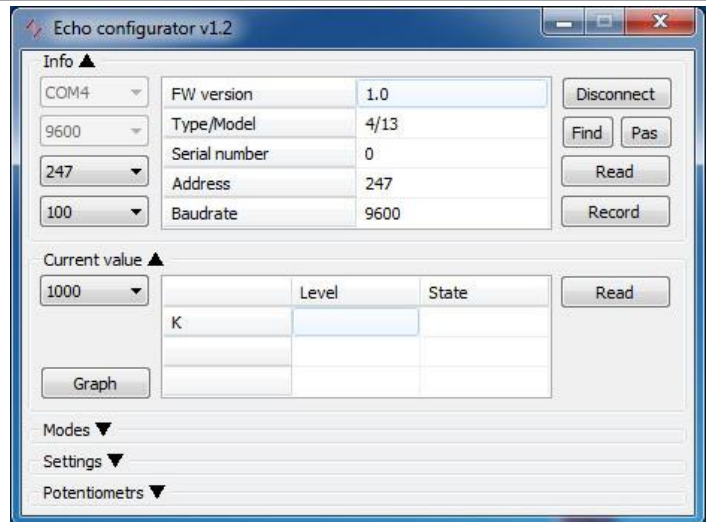 Echo configurator v1.2
Info ▲
COM4 FW version 1.0 Disconnect
9600 Type/Model 4/13 Find Pas
Serial number 0
247 Address 247 Read
100 Baudrate 9600 Record
Current value ▲
1000 Level State Read
K
Graph
Modes ▼
Settings ▼
Potentiometrs ▼